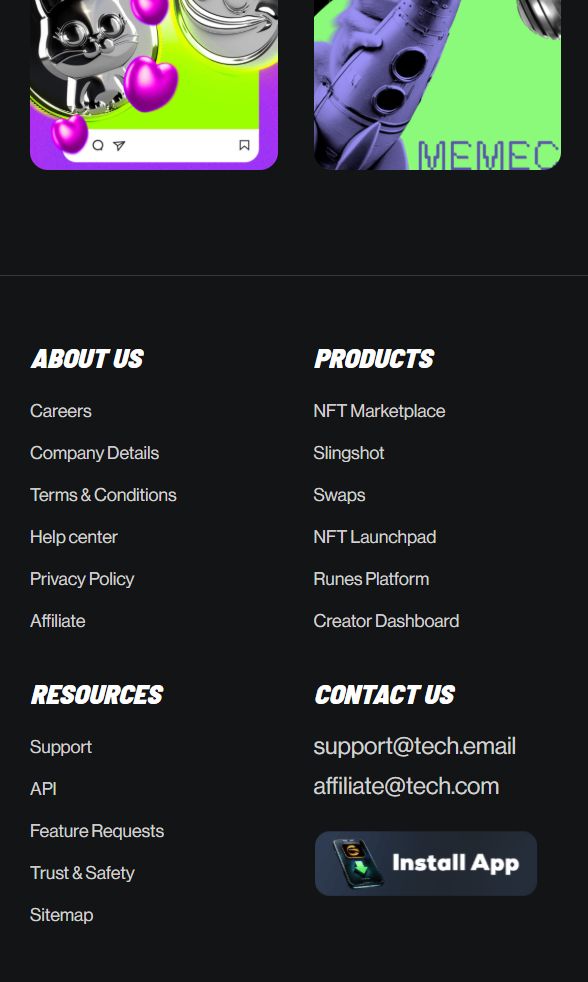 MEMEC
ABOUT US
Careers
Company Details
Terms & Conditions
Help center
Privacy Policy
Affiliate
PRODUCTS
NFT Marketplace
Slingshot
Swaps
NFT Launchpad
Runes Platform
Creator Dashboard
RESOURCES
Support
API
Feature Requests
Trust & Safety
Sitemap
CONTACT US
support@tech.email
affiliate@tech.com
Install App